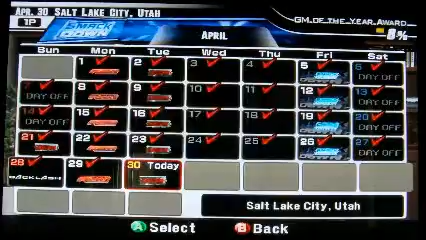 APR. 30 SALT LAKE CITY, UTAH
1P
SMACK DOWN
GM OF THE YEAR AWARD
APRIL
Sun Mon Tue Wed Thu Fri Sat
1 2 3 4 5 6 DAY OFF
7 DAY OFF 8 9 10 11 12 13 DAY OFF
14 DAY OFF 15 16 17 18 19 20 DAY OFF
21 22 23 24 25 26 27 DAY OFF
28 BACKLASH 29 30 Today
Salt Lake City, Utah
A Select B Back